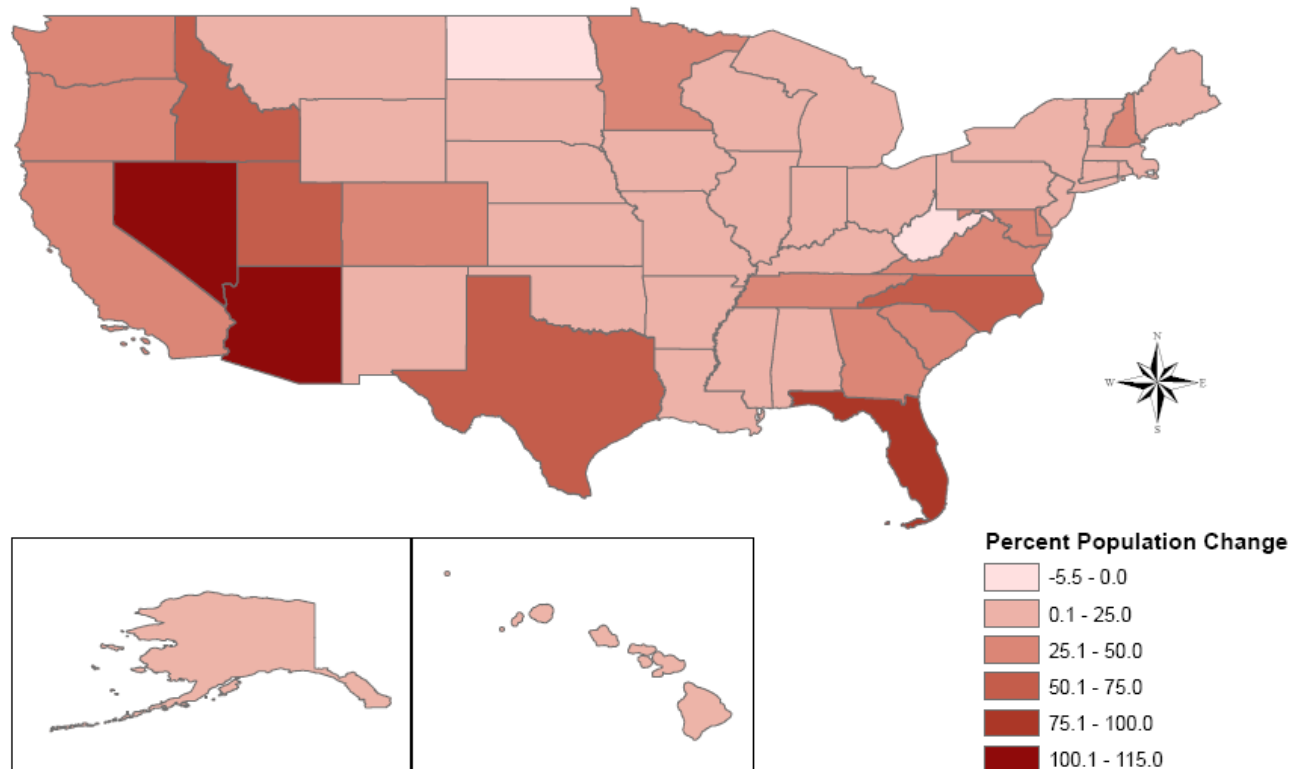 N
W E
S
Percent Population Change
-5.5 - 0.0
0.1 - 25.0
25.1 - 50.0
50.1 - 75.0
75.1 - 100.0
100.1 - 115.0